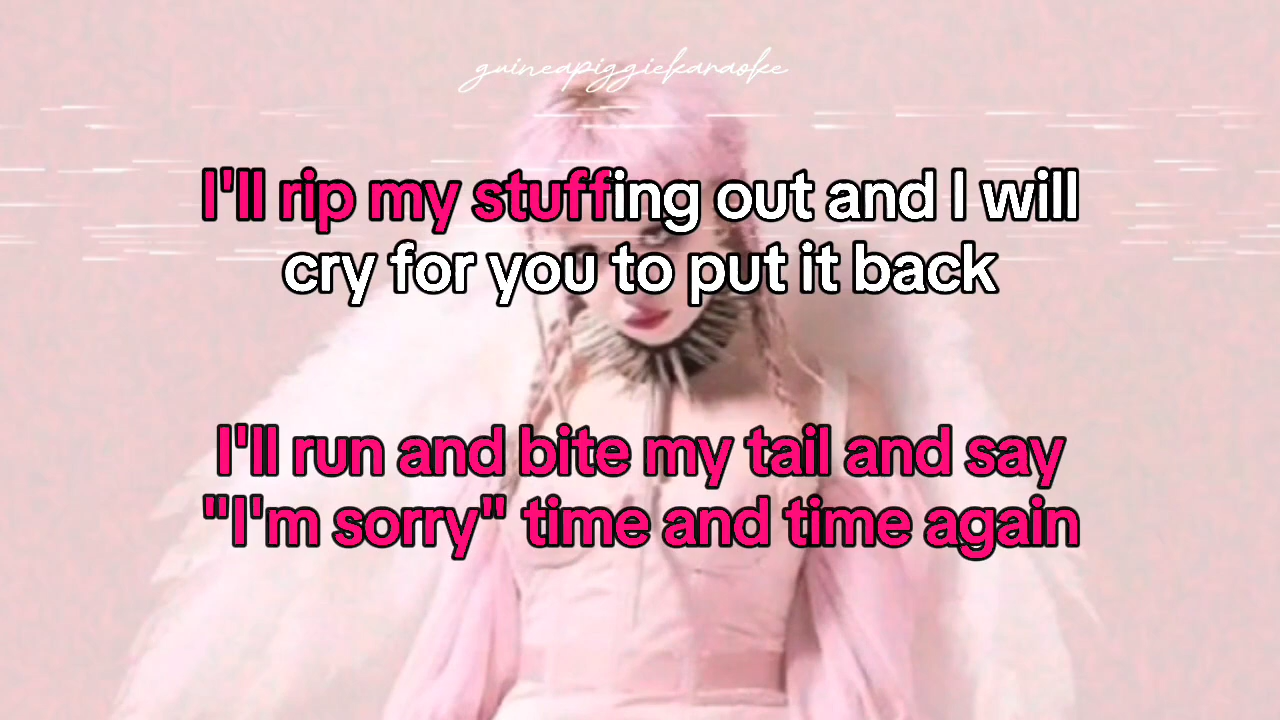 guineapiggiekaraoke
I'll rip my stuffing out and I will
cry for you to put it back
I'll run and bite my tail and say
"I'm sorry" time and time again